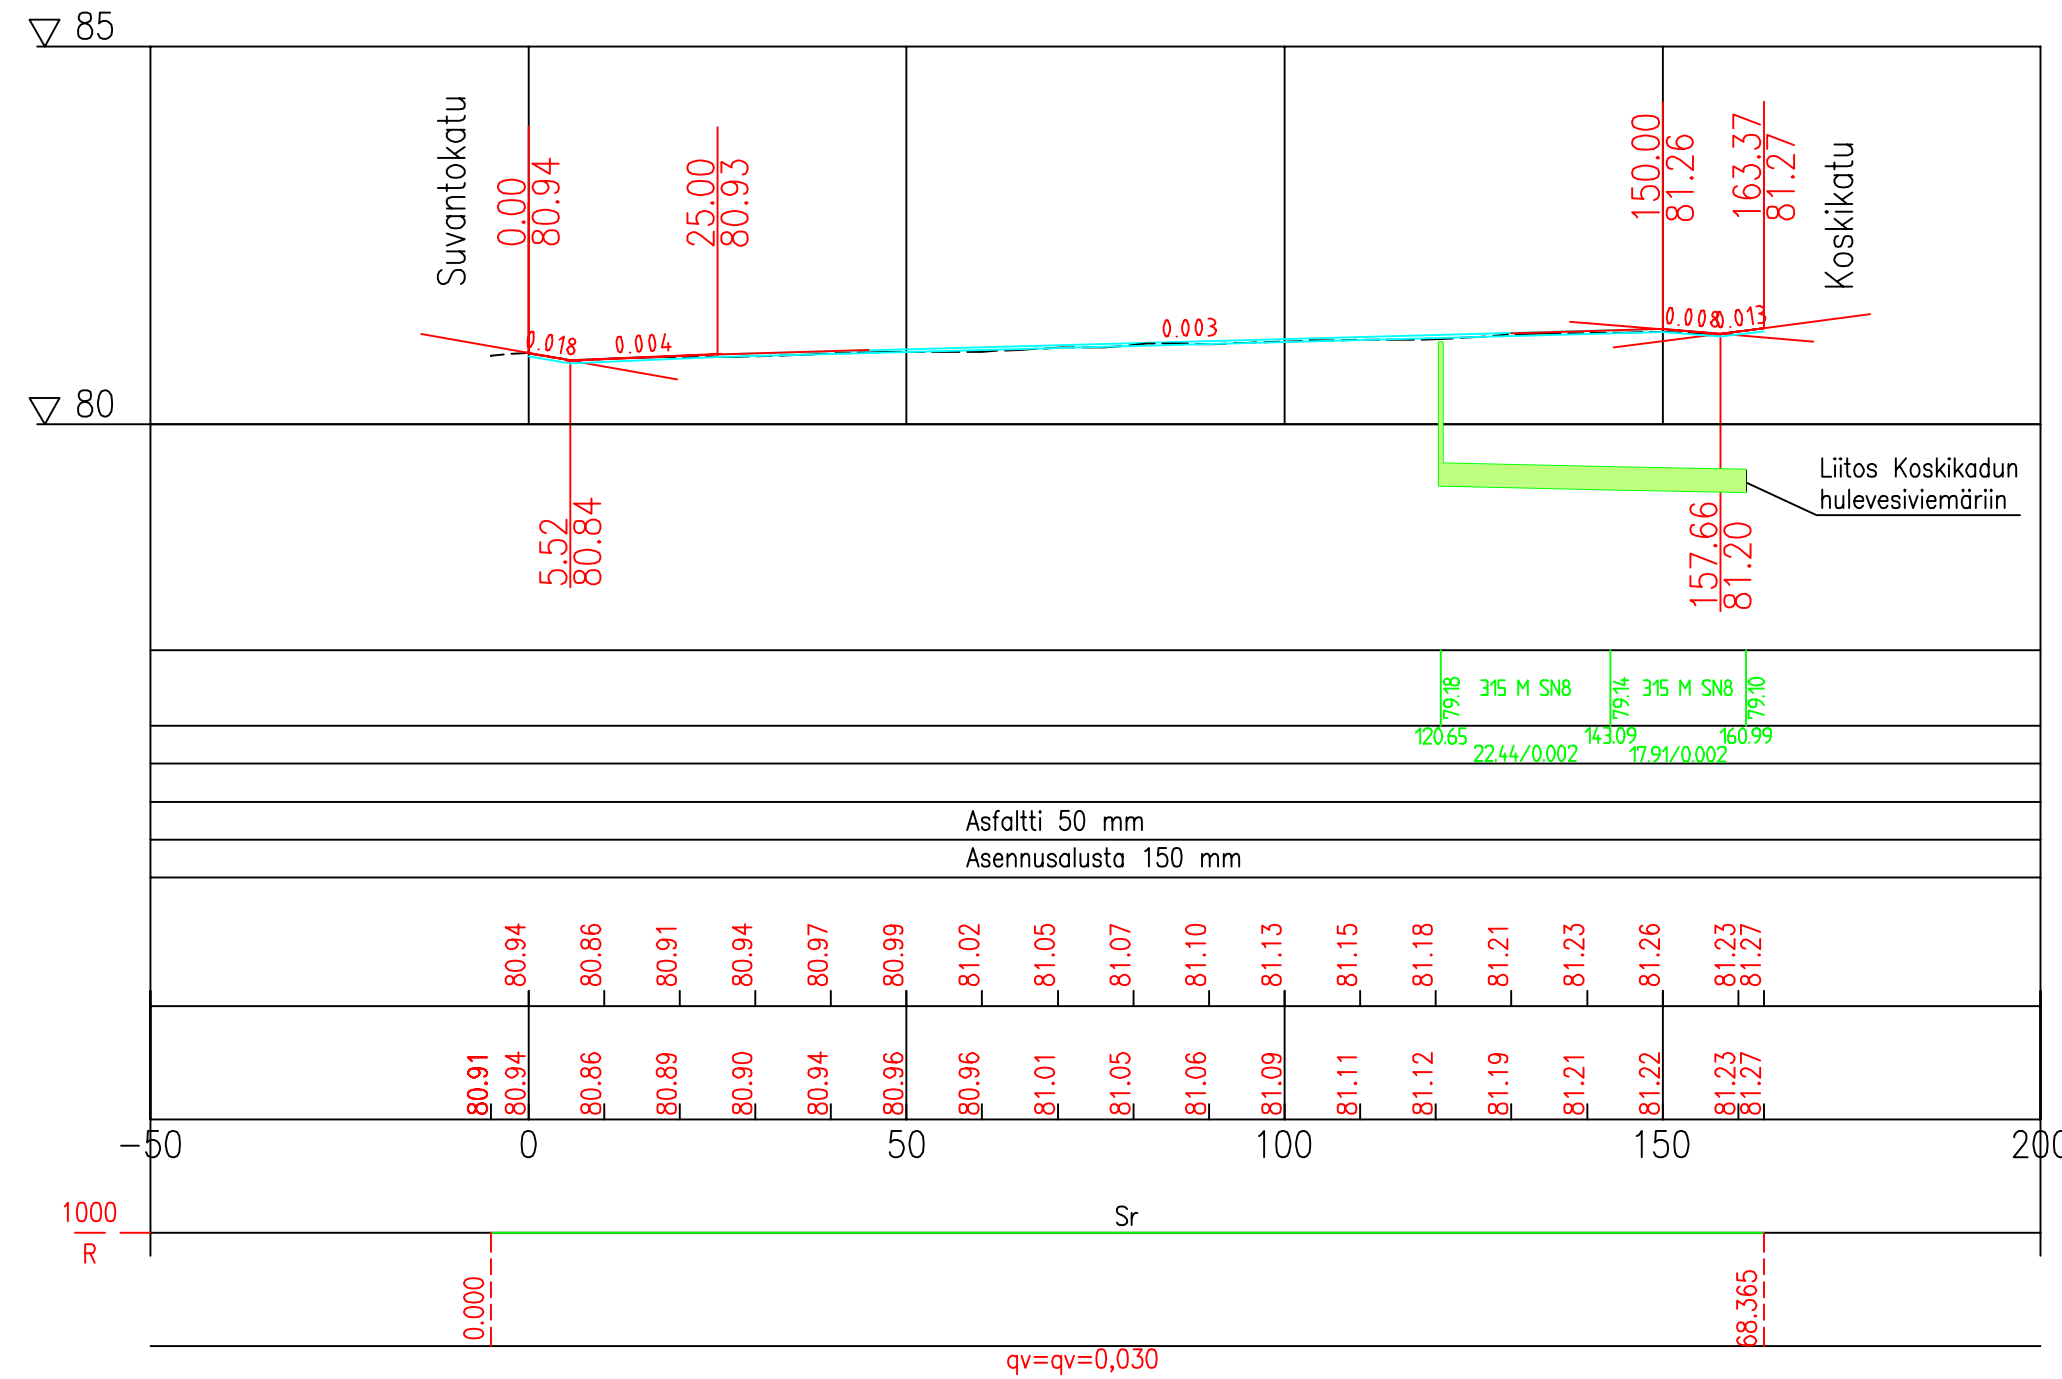 85
Suvantokatu
0.00
80.94
25.00
80.93
150.00
81.26
163.37
81.27
Koskikatu
0.018
0.004
0.003
0.008
0.013
80
5.52
80.84
157.66
81.20
Liitos Koskikadun
hulevesiviemäriin
79.18
315 M SN8
79.14
315 M SN8
79.10
120.65
143.09
160.99
22.44/0.002
17.91/0.002
Asfaltti 50 mm
Asennusalusta 150 mm
80.94 80.86 80.91 80.94 80.97 80.99 81.02 81.05 81.07 81.10 81.13 81.15 81.18 81.21 81.23 81.26 81.23 81.27
80.91 80.94 80.86 80.89 80.90 80.94 80.96 80.96 81.01 81.05 81.06 81.09 81.11 81.12 81.19 81.21 81.22 81.23 81.27
-50 0 50 100 150 200
1000
R
Sr
0.000
68.365
qv=qv=0,030